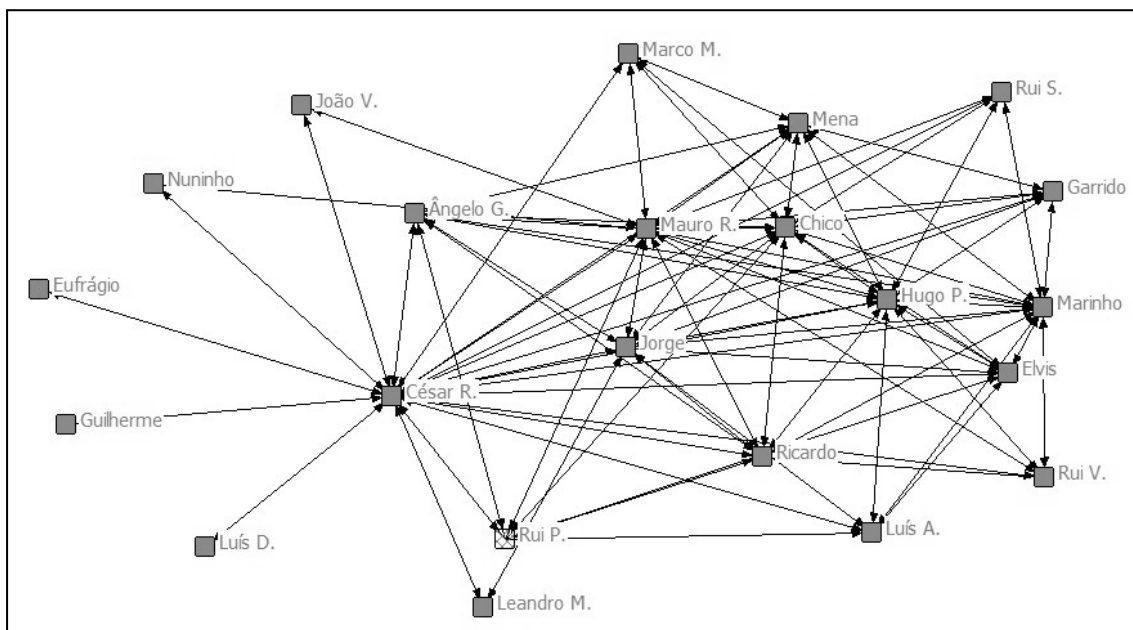 Marco M.
Rui S.
João V.
Mena
Nuninho
Garrido
Ângelo G.
Mauro R.
Chico
Eufrágio
Hugo P.
Marinho
Jorge
Elvis
César R.
Guilherme
Ricardo
Rui V.
Luís D.
Rui P.
Luís A.
Leandro M.